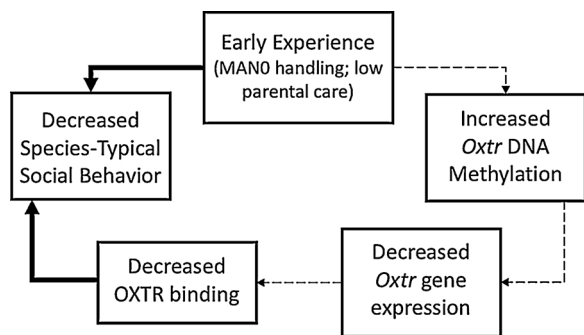 Early Experience
(MAN0 handling; low
parental care)
Decreased
Species-Typical
Social Behavior
Increased
Oxtr DNA
Methylation
Decreased
OXTR binding
Decreased
Oxtr gene
expression